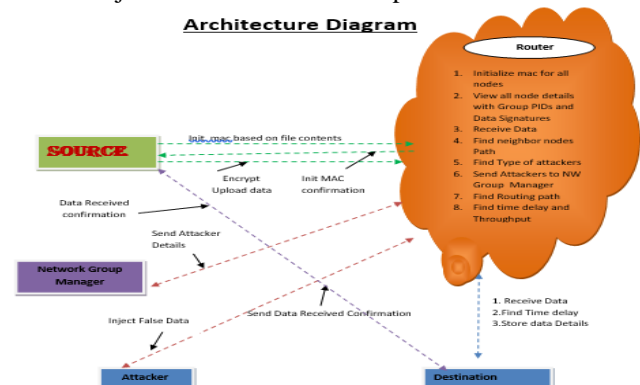 Architecture Diagram
Router
1. Initialize mac for all
nodes
2. View all node details
with Group PIDs and
Data Signatures
3. Receive Data
4. Find neighbor nodes
Path
5. Find Type of attackers
6. Send Attackers to NW
Group Manager
7. Find Routing path
8. Find time delay and
Throughput
Init. mac based on file contents
SOURCE
Encrypt
Upload data
Init MAC
confirmation
Data Received
confirmation
Send Attacker
Details
Network Group
Manager
Inject False Data
Send Data Received Confirmation
1. Receive Data
2.Find Time delay
3.Store data Details
Attacker
Destination